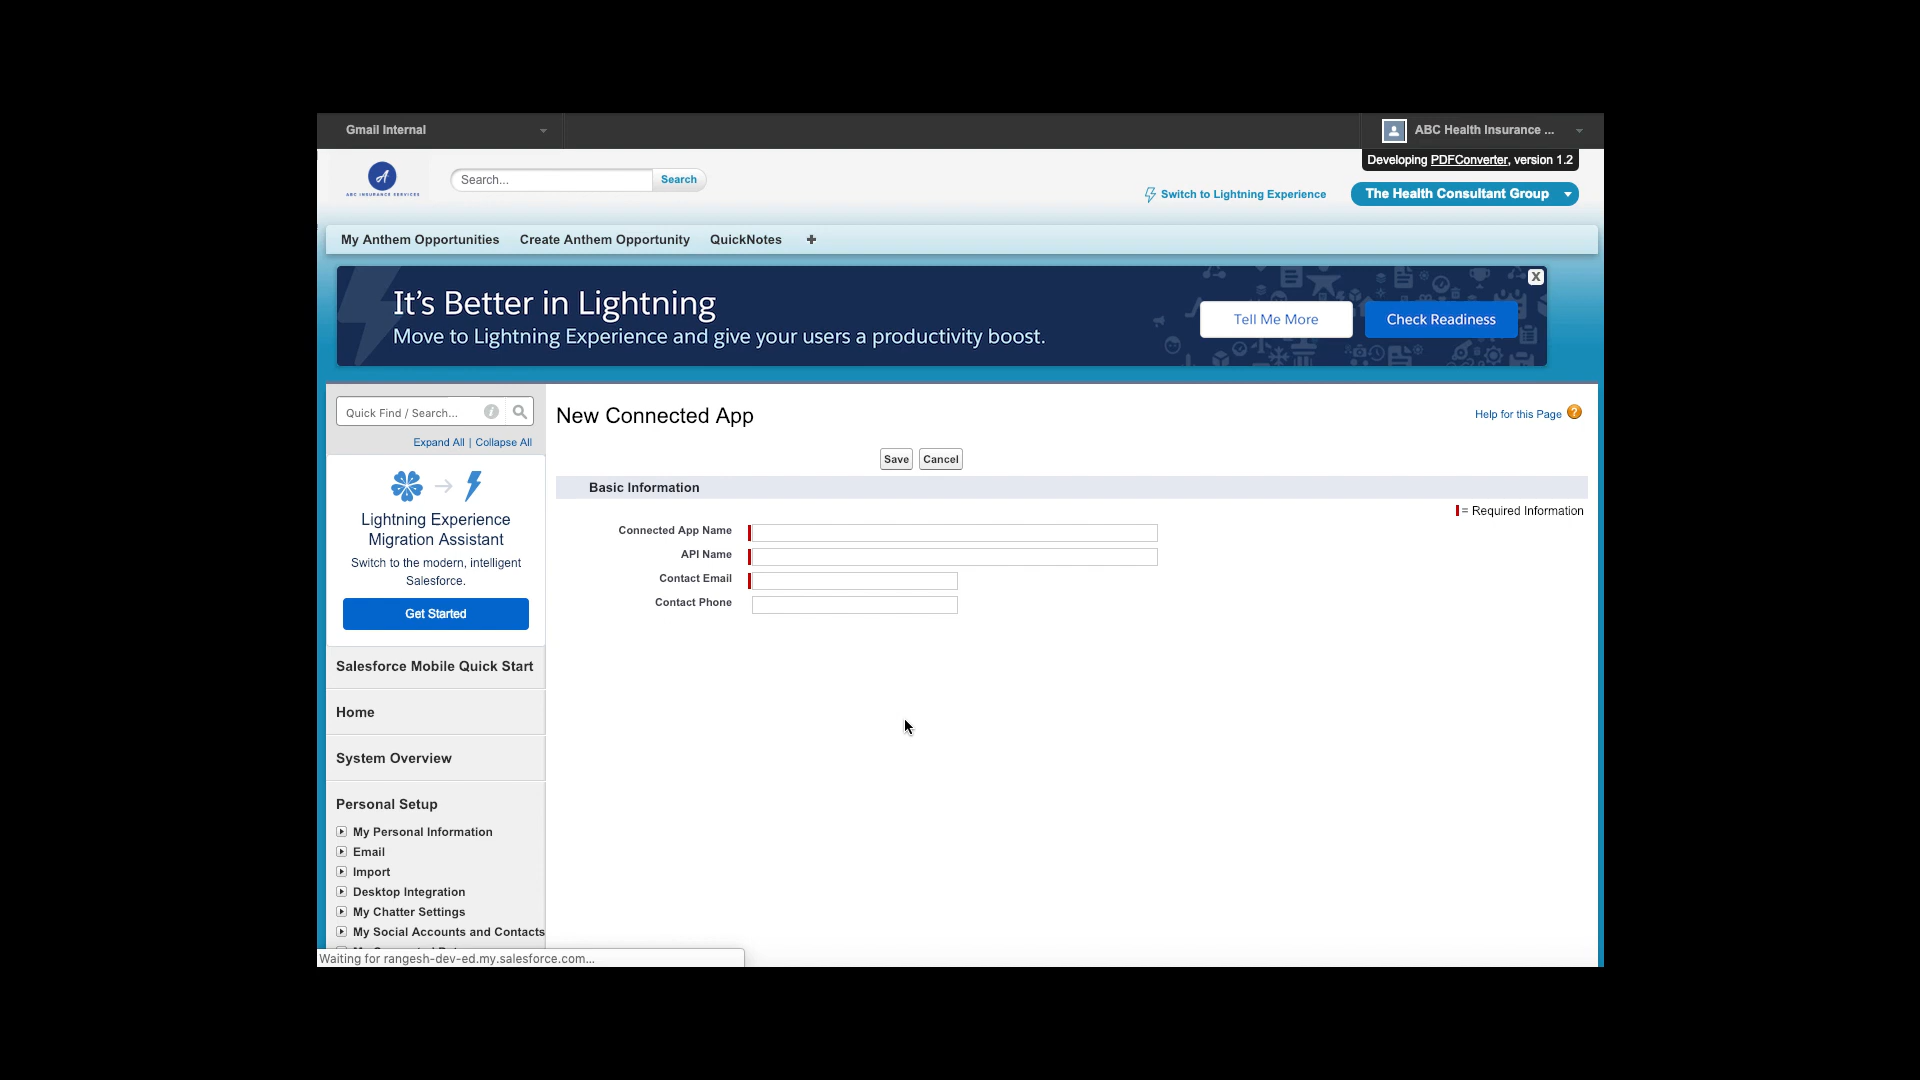 Gmail Internal
ABC Health Insurance ...
Developing PDFConverter, version 1.2
A
ABC INSURANCE SERVICES
Search...
Search
Switch to Lightning Experience
The Health Consultant Group
My Anthem Opportunities
Create Anthem Opportunity
QuickNotes
+
It's Better in Lightning
Move to Lightning Experience and give your users a productivity boost.
Tell Me More
Check Readiness
X
Quick Find / Search...
i
Expand All | Collapse All
Lightning Experience
Migration Assistant
Switch to the modern, intelligent
Salesforce.
Get Started
Salesforce Mobile Quick Start
Home
System Overview
Personal Setup
My Personal Information
Email
Import
Desktop Integration
My Chatter Settings
My Social Accounts and Contacts
Waiting for rangesh-dev-ed.my.salesforce.com...
New Connected App
Help for this Page ?
Save
Cancel
Basic Information
= Required Information
Connected App Name
API Name
Contact Email
Contact Phone